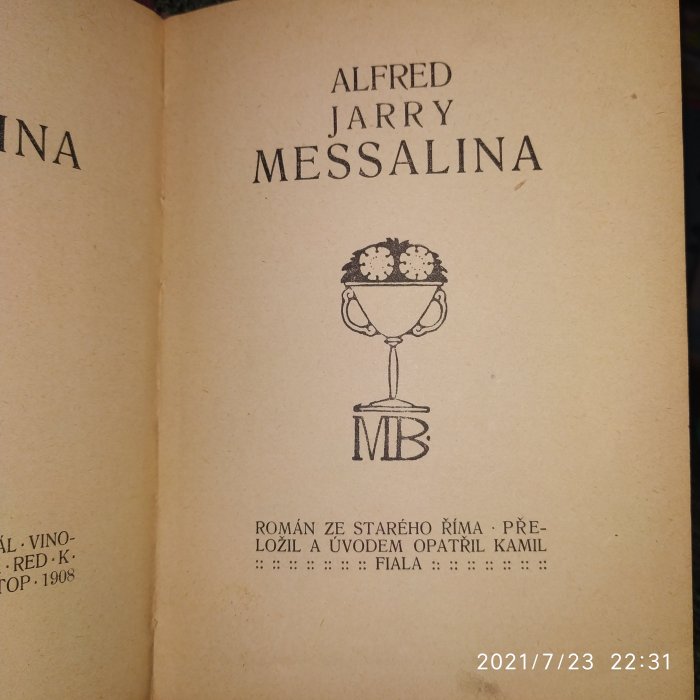 INA
ÁL · VINO-
· RED · K ·
TOP · 1908
ALFRED
JARRY
MESSALINA
MB·
ROMÁN ZE STARÉHO ŘÍMA · PŘE-
LOŽIL A ÚVODEM OPATŘIL KAMIL
:: :: :: :: :: :: :: FIALA :: :: :: :: :: :: ::
2021/7/23 22:31